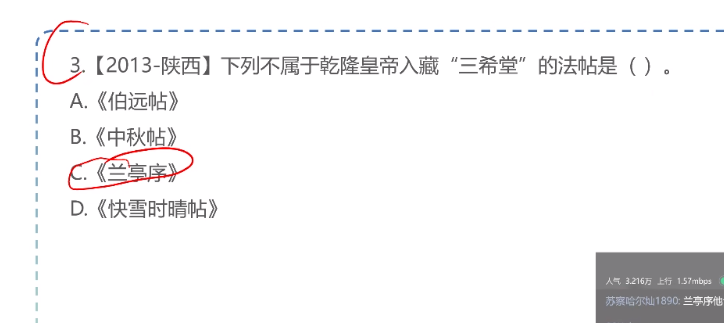 3.【2013-陕西】下列不属于乾隆皇帝入藏“三希堂”的法帖是（ ）。
A.《伯远帖》
B.《中秋帖》
C.《兰亭序》
D.《快雪时晴帖》
人气 3.216万 上行 1.57mbps
苏察哈尔灿1890: 兰亭序他